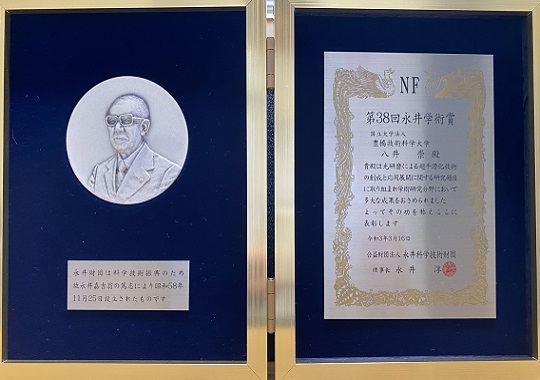 永井財団は科学技術振興のため
故永井嘉吉翁の篤志により昭和58年
11月25日設立されたものです
NF
第38回永井学術賞
国立大学法人
豊橋技術科学大学
八井 崇 殿
貴殿は光研磨による超平滑化技術
の創成と応用展開に関する研究題目
に取り組まれ学術研究分野において
多大な成果をおさめられました
よってその功を称えここに
表彰します
令和3年3月16日
公益財団法人 永井科学技術財団
理事長 永井 淳